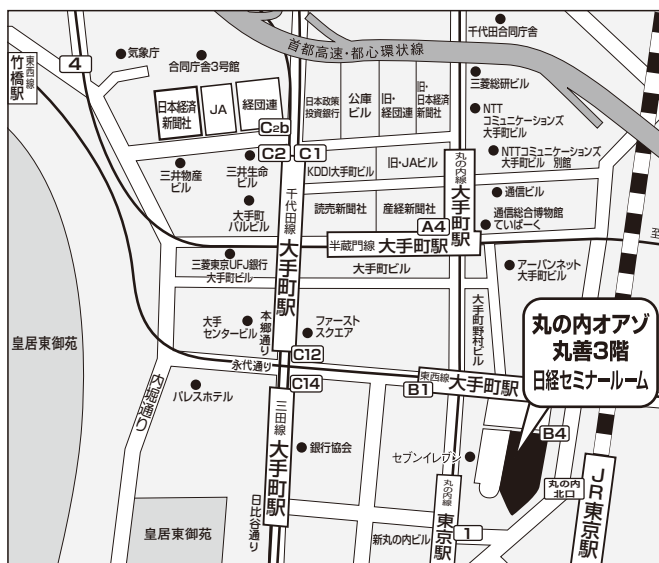 東西線
竹橋駅
4
気象庁
合同庁舎3号館
首都高速・都心環状線
千代田合同庁舎
三菱総研ビル
NTT
コミュニケーションズ
大手町ビル
NTTコミュニケーションズ
大手町ビル 別館
日本経済
新聞社
JA
経団連
C2b
日本政策
投資銀行
公庫
ビル
旧・
経団連
旧・
日本経済
新聞社
C2
C1
三井物産
ビル
三井生命
ビル
KDDI大手町ビル
旧・JAビル
丸の内線
大手町駅
大手町
パルビル
千代田線
大手町駅
読売新聞社
産経新聞社
A4
通信ビル
通信総合博物館
ていぱーく
半蔵門線 大手町駅
至
三菱東京UFJ銀行
大手町ビル
大手町ビル
アーバンネット
大手町ビル
大手
センタービル
本郷通り
ファースト
スクエア
大手町野村ビル
丸の内オアゾ
丸善3階
日経セミナールーム
皇居東御苑
内堀通り
永代通り
C12
C14
東西線 大手町駅
B1
パレスホテル
三田線
大手町駅
銀行協会
セブンイレブン
B4
丸の内
北口
JR東京駅
皇居東御苑
日比谷通り
新丸の内ビル
丸の内線
東京駅
1